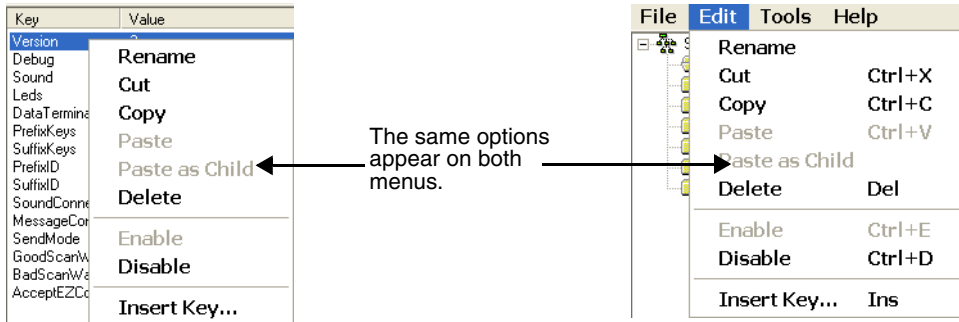 Key Value
Version
Debug
Sound
Leds
DataTermina
PrefixKeys
SuffixKeys
PrefixID
SuffixID
SoundConne
MessageCor
SendMode
GoodScanW
BadScanWa
AcceptEZCo
Rename
Cut
Copy
Paste
Paste as Child
Delete
Enable
Disable
Insert Key...
The same options
appear on both
menus.
File Edit Tools Help
Rename
Cut Ctrl+X
Copy Ctrl+C
Paste Ctrl+V
Paste as Child
Delete Del
Enable Ctrl+E
Disable Ctrl+D
Insert Key... Ins